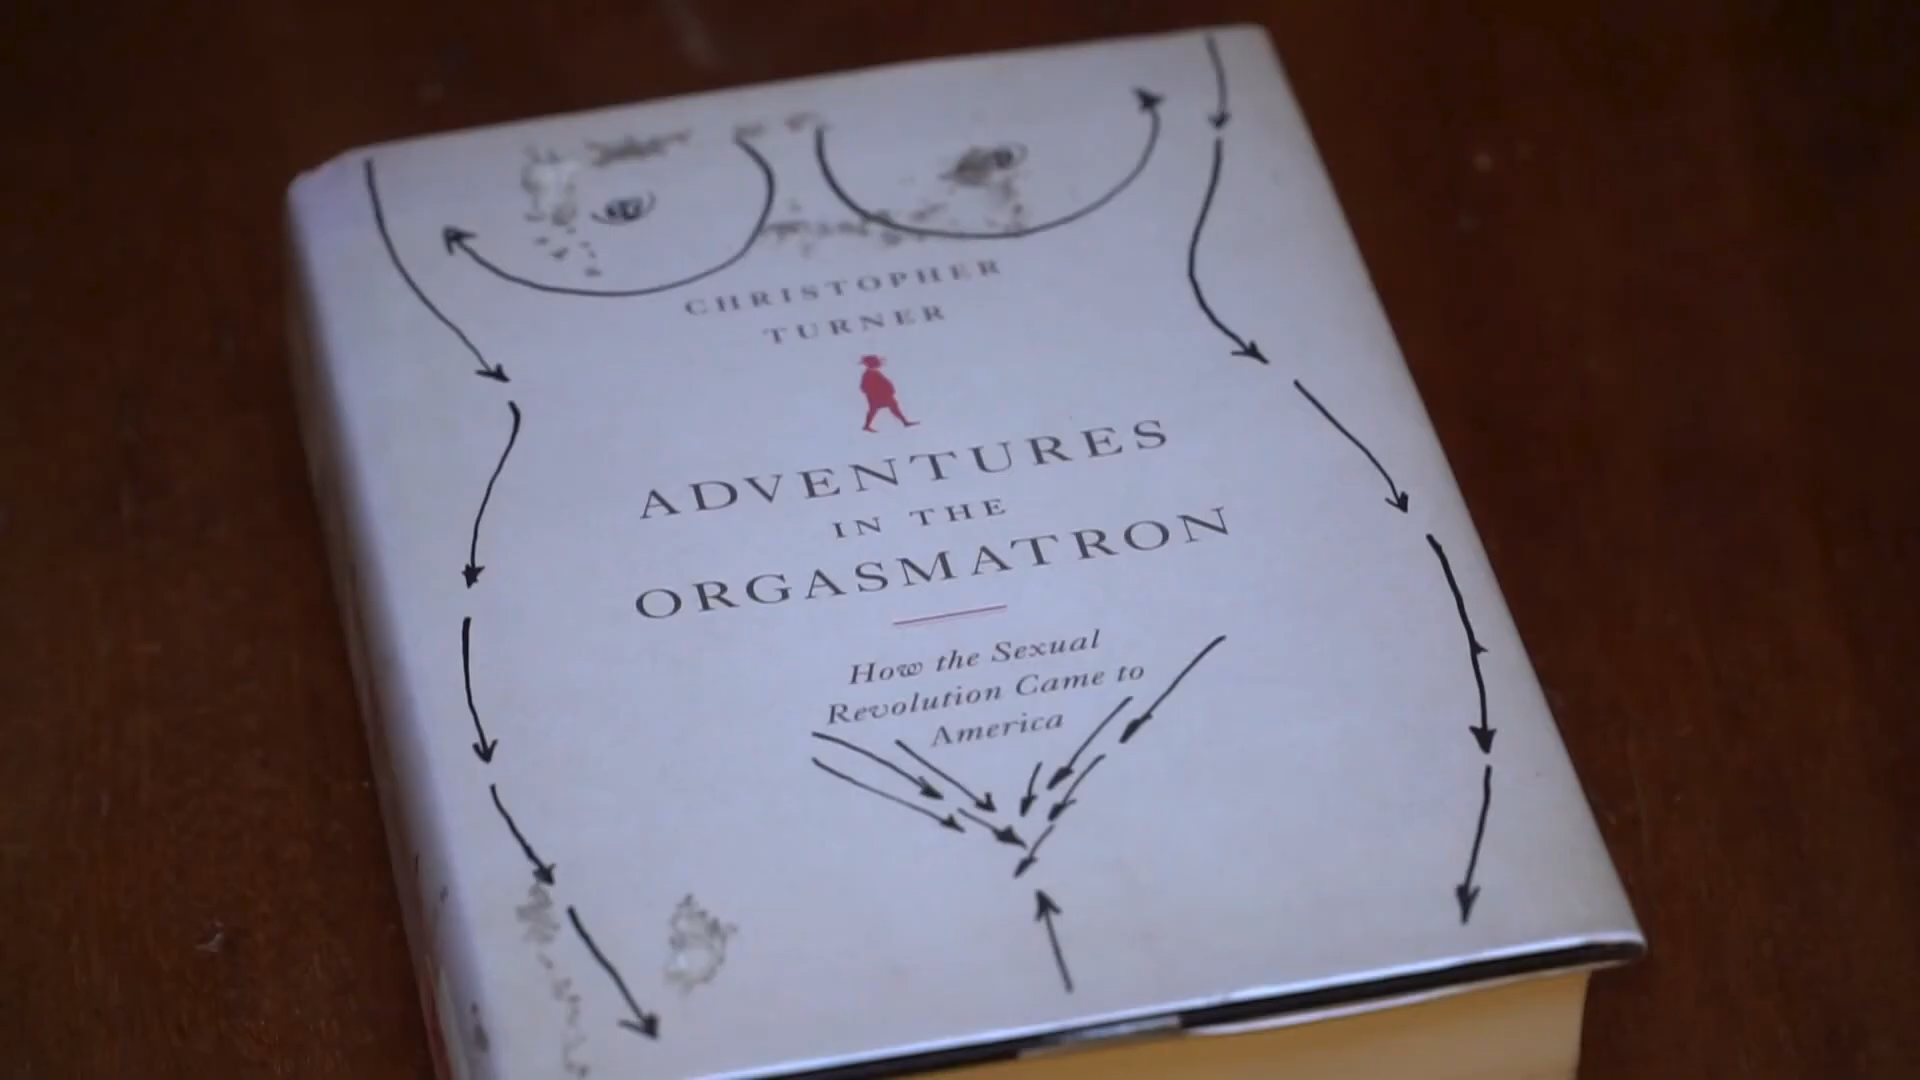 CHRISTOPHER
TURNER
ADVENTURES
IN THE
ORGASMATRON
How the Sexual
Revolution Came to
America